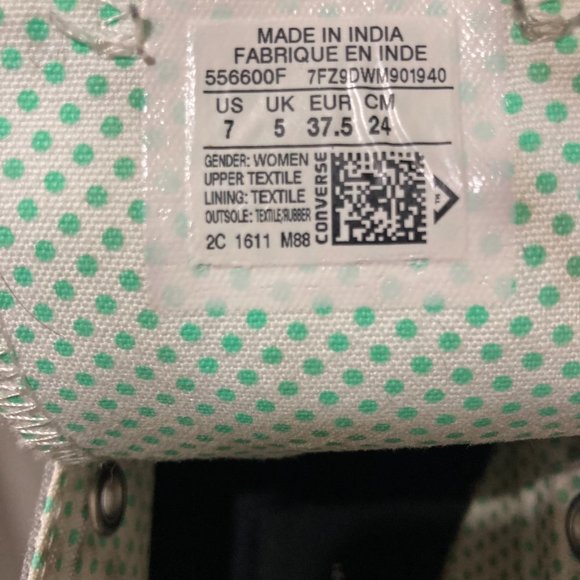 MADE IN INDIA
FABRIQUE EN INDE
556600F 7FZ9DWM901940
US UK EUR CM
7 5 37.5 24
GENDER: WOMEN
UPPER TEXTILE
LINING: TEXTILE
OUTSOLE: TEXTILE/RUBBER
2C 1611 M88
CONVERSE
TM